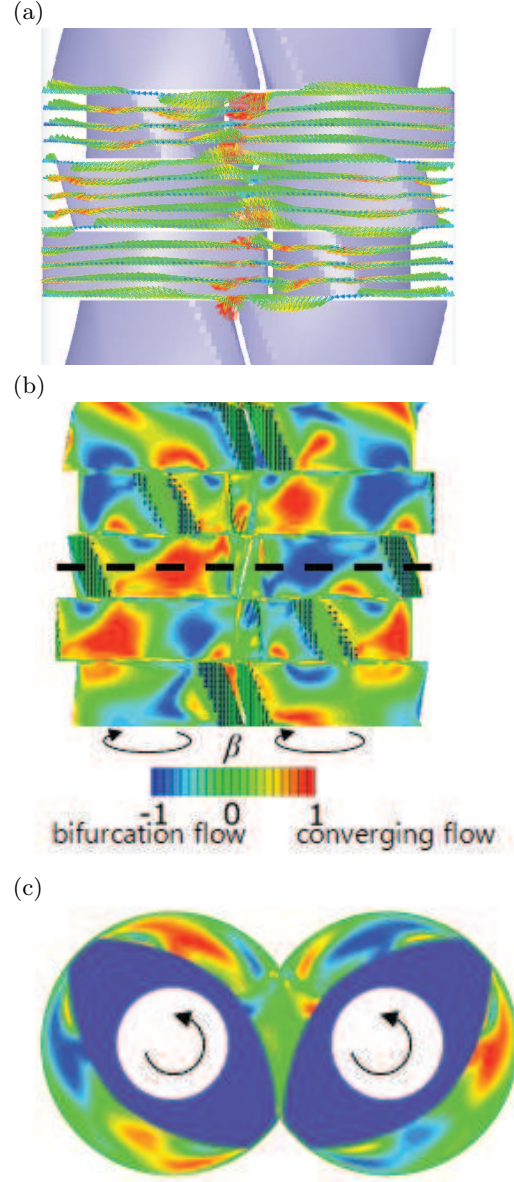 (a)
(b)
β
-1 0 1
bifurcation flow converging flow
(c)